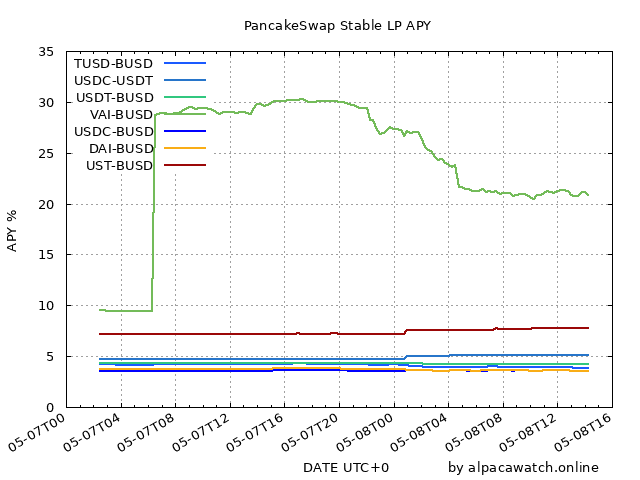 PancakeSwap Stable LP APY
35
30
25
20
15
10
5
0
APY %
TUSD-BUSD
USDC-USDT
USDT-BUSD
VAI-BUSD
USDC-BUSD
DAI-BUSD
UST-BUSD
05-07T00
05-07T04
05-07T08
05-07T12
05-07T16
05-07T20
05-08T00
05-08T04
05-08T08
05-08T12
05-08T16
DATE UTC+0
by alpacawatch.online